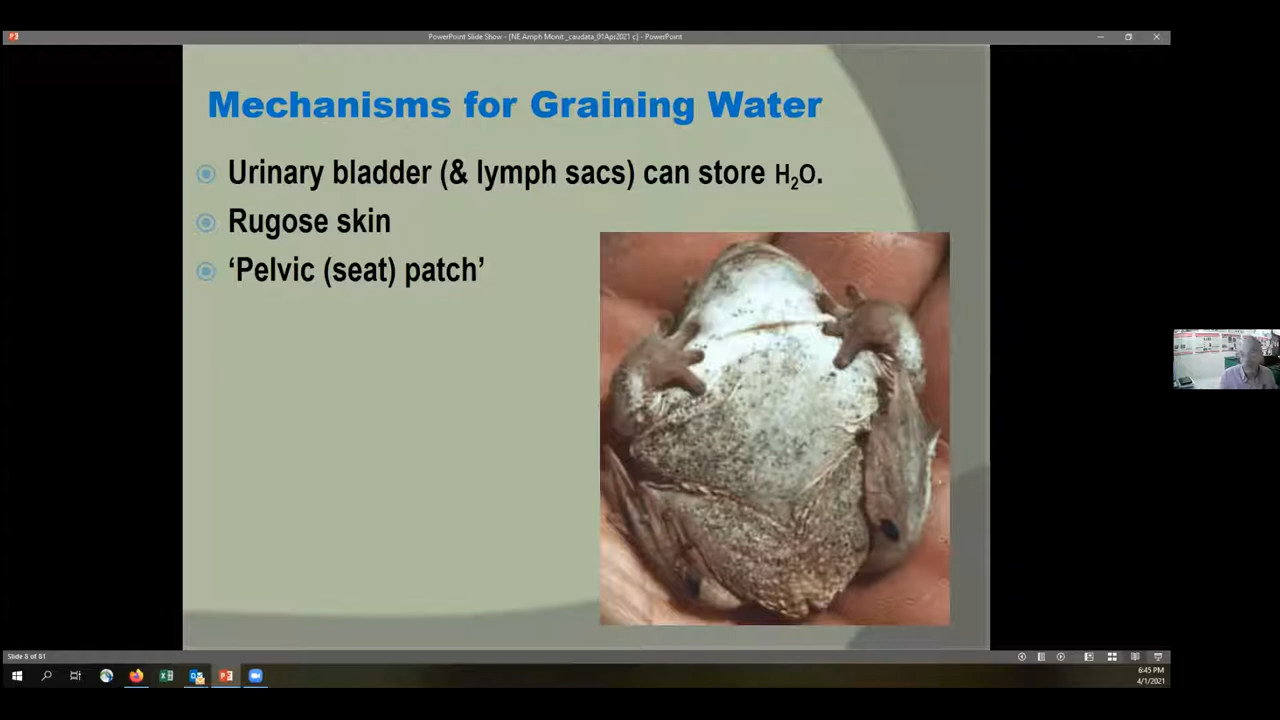 PowerPoint Slide Show - [NE Amph Monit _caudata_01Apr2021 c] - PowerPoint
Mechanisms for Graining Water
Urinary bladder (& lymph sacs) can store H₂O.
Rugose skin
‘Pelvic (seat) patch’
Slide 8 of 81
6:45 PM
4/1/2021